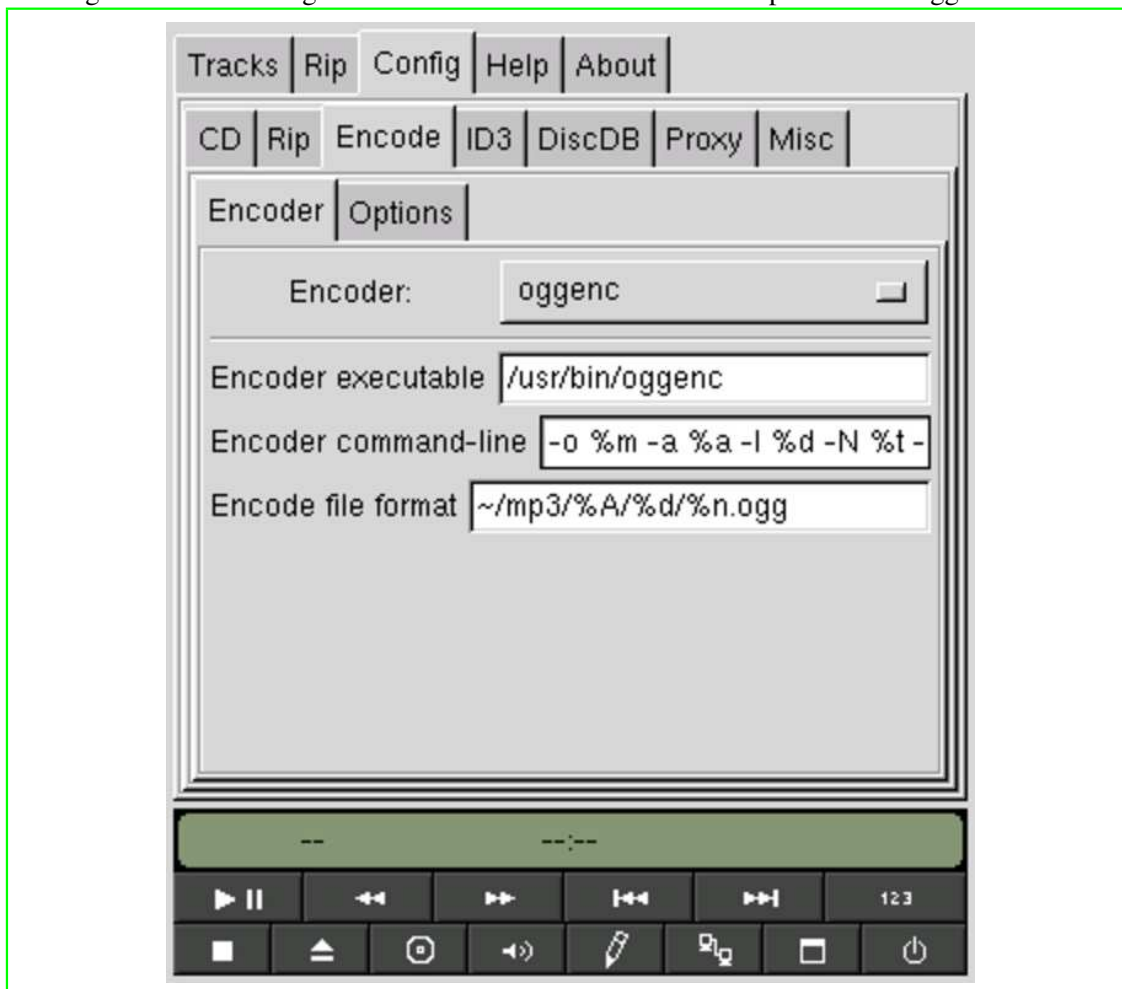 Tracks Rip Config Help About
CD Rip Encode ID3 DiscDB Proxy Misc
Encoder Options
Encoder: oggenc
Encoder executable /usr/bin/oggenc
Encoder command-line -o %m -a %a -l %d -N %t -
Encode file format ~/mp3/%A/%d/%n.ogg
-- --:--
123